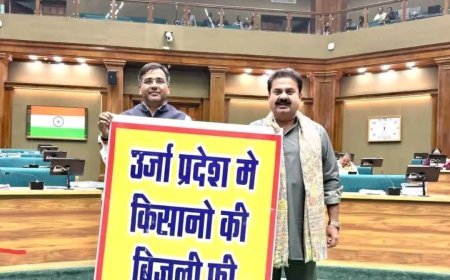 उर्जा प्रदेश मे
किसानो की
बिजली फ्री